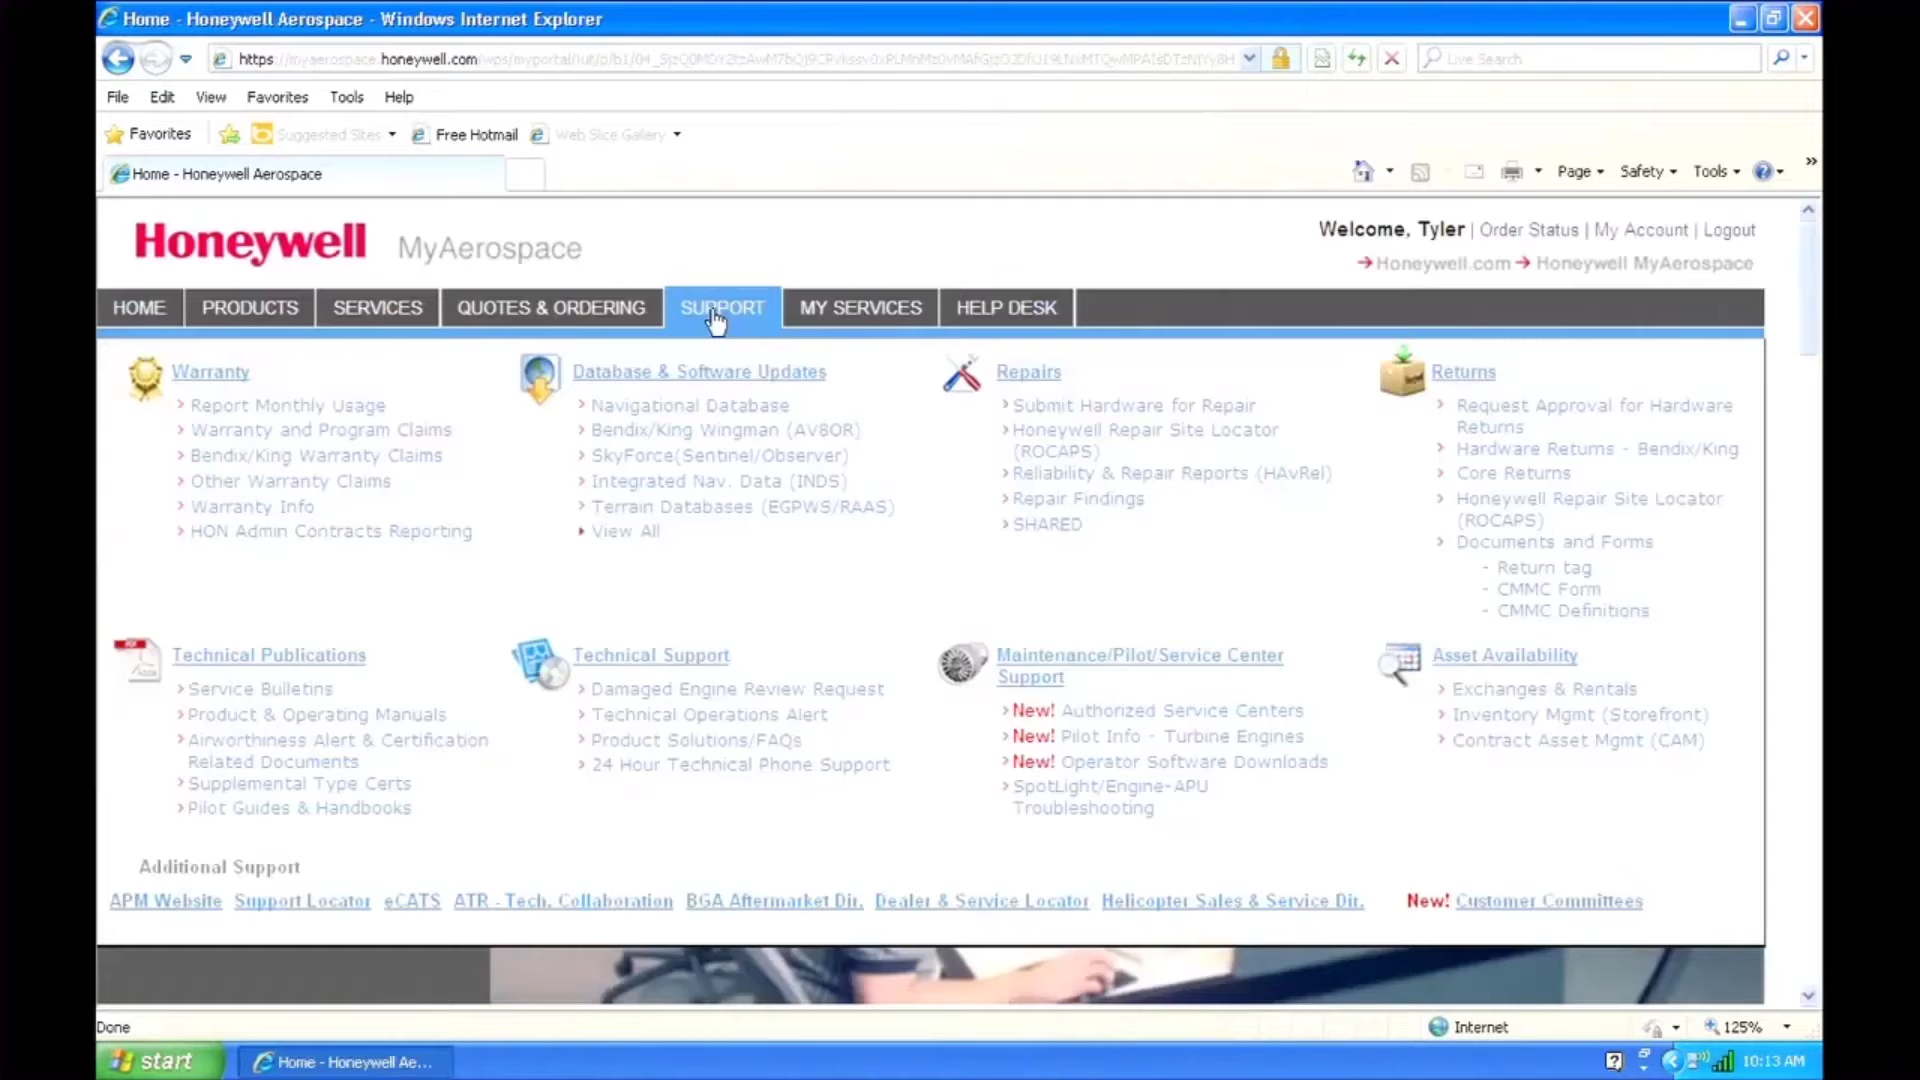 Home - Honeywell Aerospace - Windows Internet Explorer
Live Search
File Edit View Favorites Tools Help
Favorites Suggested Sites Free Hotmail Web Slice Gallery
Home - Honeywell Aerospace
Page Safety Tools
Honeywell MyAerospace
Welcome, Tyler | Order Status | My Account | Logout
Honeywell.com Honeywell MyAerospace
HOME PRODUCTS SERVICES QUOTES & ORDERING SUPPORT MY SERVICES HELP DESK
Warranty
Report Monthly Usage
Warranty and Program Claims
Bendix/King Warranty Claims
Other Warranty Claims
Warranty Info
HON Admin Contracts Reporting
Database & Software Updates
Navigational Database
Bendix/King Wingman (AV8OR)
SkyForce(Sentinel/Observer)
Integrated Nav. Data (INDS)
Terrain Databases (EGPWS/RAAS)
View All
Repairs
Submit Hardware for Repair
Honeywell Repair Site Locator
(ROCAPS)
Reliability & Repair Reports (HAvRel)
Repair Findings
SHARED
Returns
Request Approval for Hardware
Returns
Hardware Returns - Bendix/King
Core Returns
Honeywell Repair Site Locator
(ROCAPS)
Documents and Forms
- Return tag
- CMMC Form
- CMMC Definitions
Technical Publications
Service Bulletins
Product & Operating Manuals
Airworthiness Alert & Certification
Related Documents
Supplemental Type Certs
Pilot Guides & Handbooks
Technical Support
Damaged Engine Review Request
Technical Operations Alert
Product Solutions/FAQs
24 Hour Technical Phone Support
Maintenance/Pilot/Service Center
Support
New! Authorized Service Centers
New! Pilot Info - Turbine Engines
New! Operator Software Downloads
SpotLight/Engine-APU
Troubleshooting
Asset Availability
Exchanges & Rentals
Inventory Mgmt (Storefront)
Contract Asset Mgmt (CAM)
Additional Support
APM Website Support Locator eCATS ATR - Tech. Collaboration BGA Aftermarket Dir. Dealer & Service Locator Helicopter Sales & Service Dir. New! Customer Committees
Done Internet 125%
start Home - Honeywell Ae... 10:13 AM